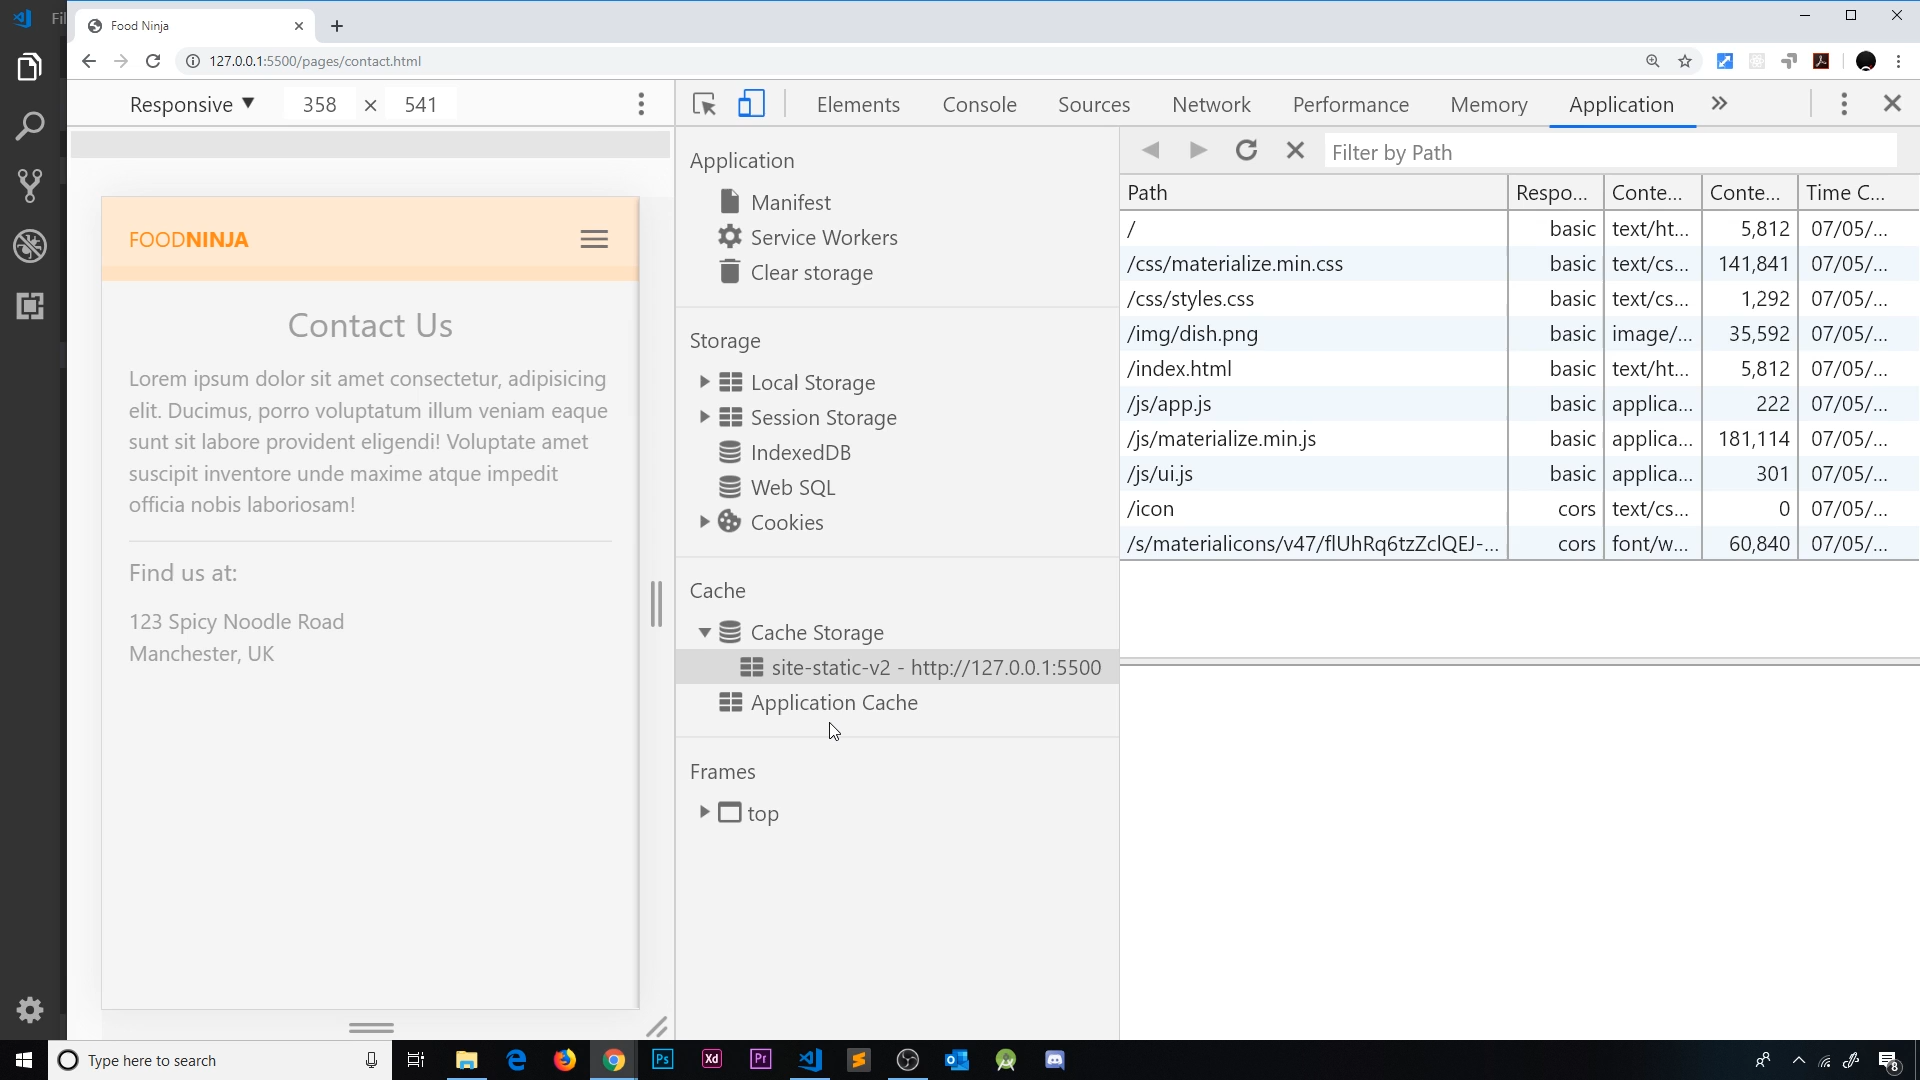 Fil
Food Ninja
127.0.0.1:5500/pages/contact.html
Responsive ▼ 358 × 541
Elements Console Sources Network Performance Memory Application »
Application
Manifest
Service Workers
Clear storage
Storage
Local Storage
Session Storage
IndexedDB
Web SQL
Cookies
Cache
Cache Storage
site-static-v2 - http://127.0.0.1:5500
Application Cache
Frames
top
Filter by Path
Path Respo... Conte... Conte... Time C...
/ basic text/ht... 5,812 07/05/...
/css/materialize.min.css basic text/cs... 141,841 07/05/...
/css/styles.css basic text/cs... 1,292 07/05/...
/img/dish.png basic image/... 35,592 07/05/...
/index.html basic text/ht... 5,812 07/05/...
/js/app.js basic applica... 222 07/05/...
/js/materialize.min.js basic applica... 181,114 07/05/...
/js/ui.js basic applica... 301 07/05/...
/icon cors text/cs... 0 07/05/...
/s/materialicons/v47/flUhRq6tzZclQEJ-... cors font/w... 60,840 07/05/...
FOODNINJA
Contact Us
Lorem ipsum dolor sit amet consectetur, adipisicing
elit. Ducimus, porro voluptatum illum veniam eaque
sunt sit labore provident eligendi! Voluptate amet
suscipit inventore unde maxime atque impedit
officia nobis laboriosam!
Find us at:
123 Spicy Noodle Road
Manchester, UK
Type here to search
Ps
Xd
Pr
8